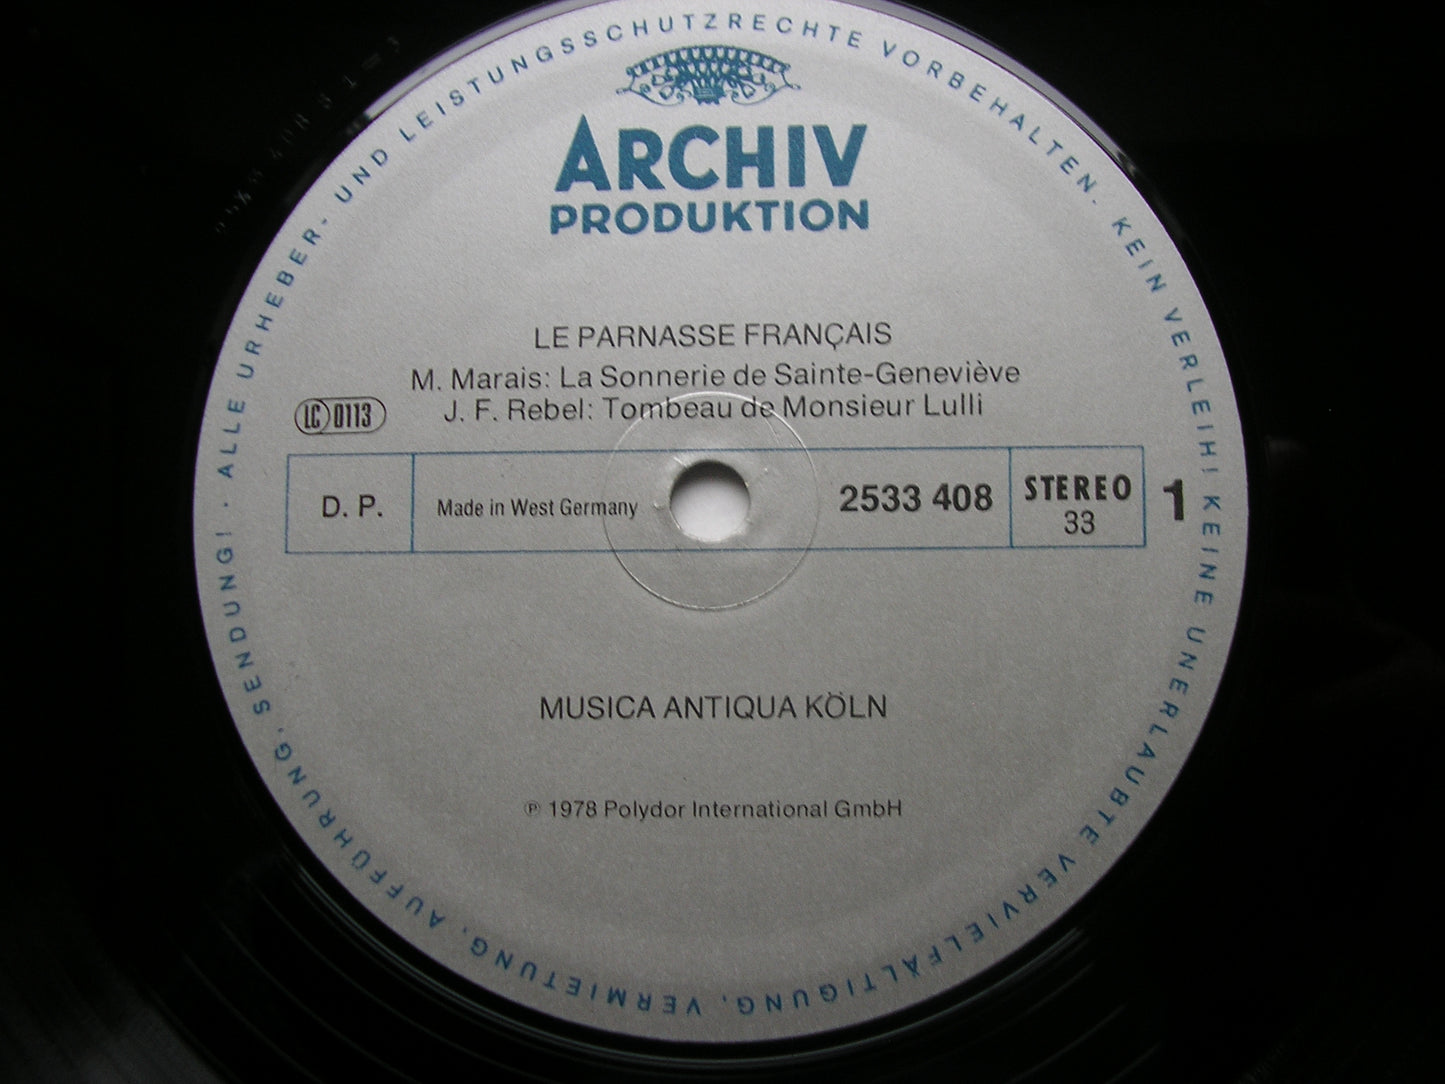 ALLE URHEBER- UND LEISTUNGSSCHUTZRECHTE VORBEHALTEN. KEIN VERLEIH! KEINE UNERLAUBTE VERVIELFÄLTIGUNG, VERMIETUNG, AUFFÜHRUNG, SENDUNG! ·
ARCHIV
PRODUKTION
LE PARNASSE FRANÇAIS
M. Marais: La Sonnerie de Sainte-Geneviève
J. F. Rebel: Tombeau de Monsieur Lulli
LC 0113
D. P. Made in West Germany 2533 408 STEREO 1
33
MUSICA ANTIQUA KÖLN
℗ 1978 Polydor International GmbH